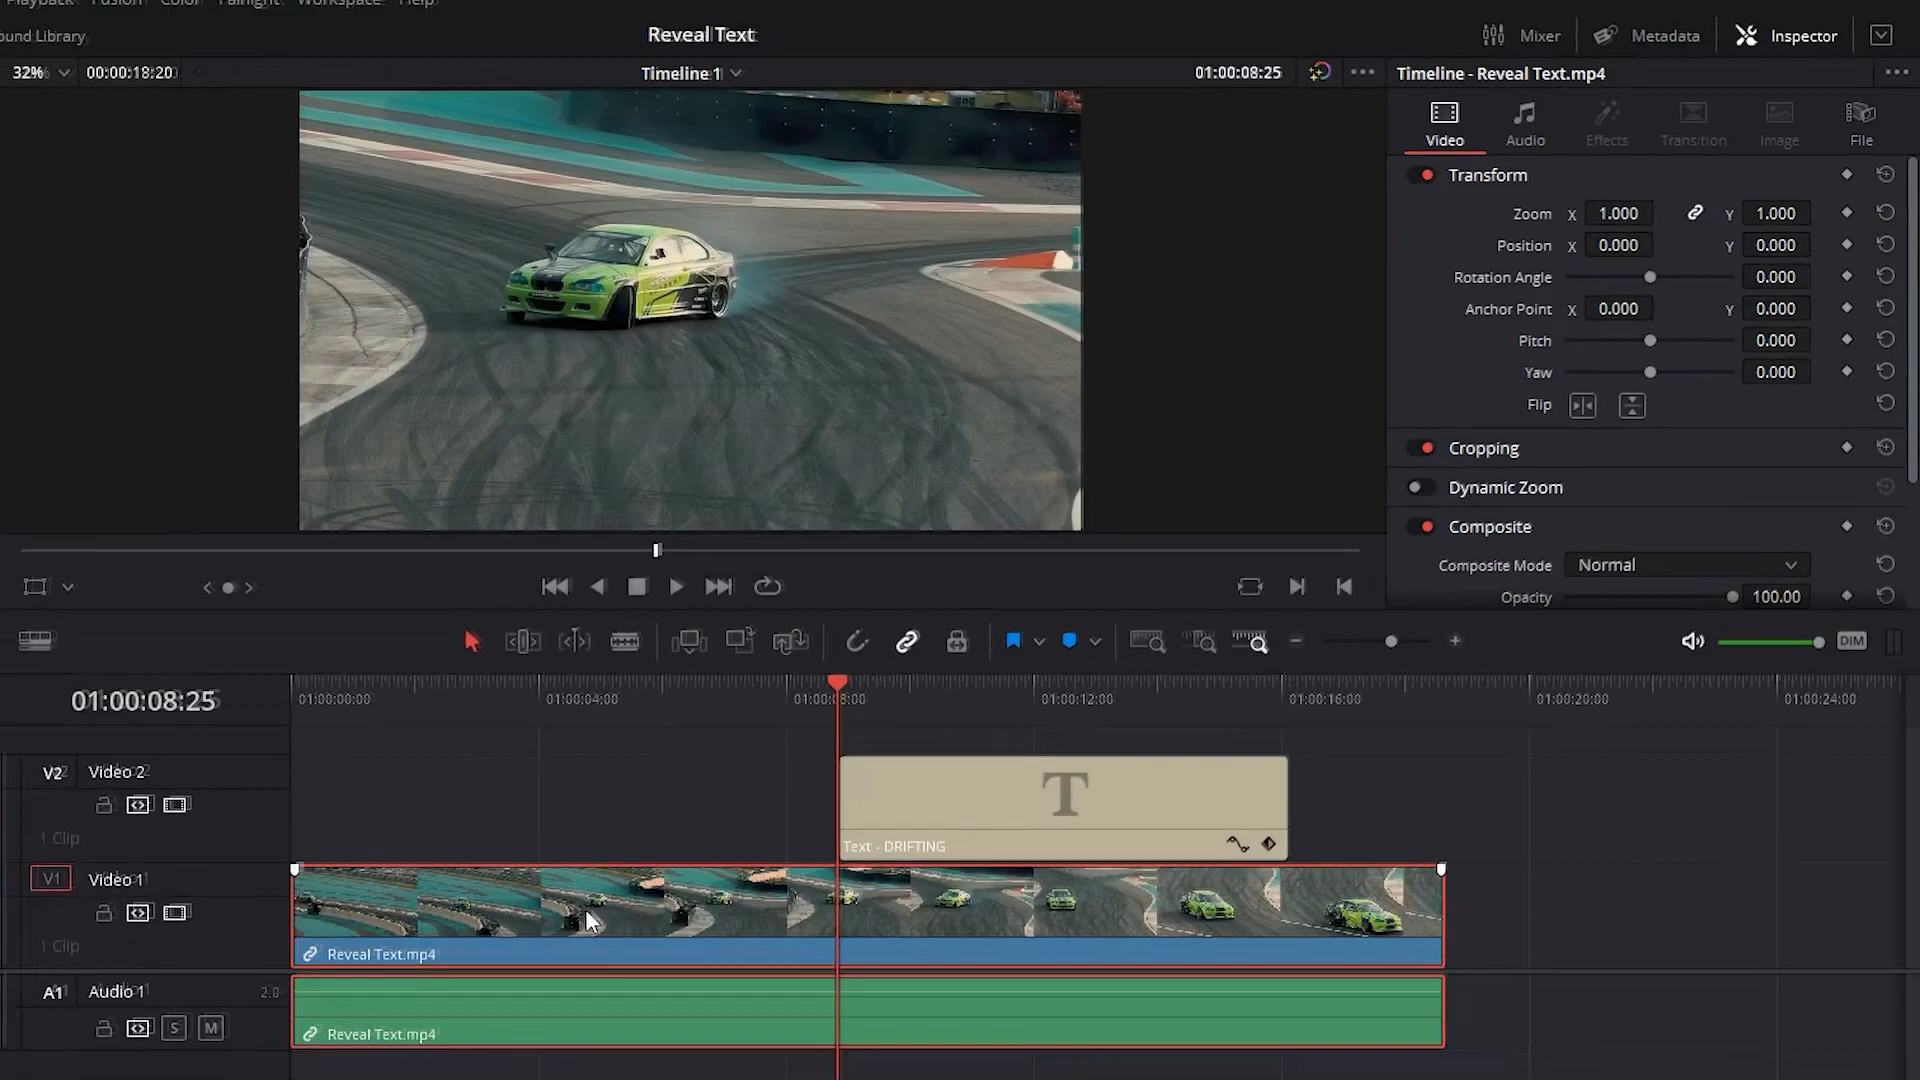 Playback Fusion Color Fairlight Workspace Help
ound Library
Reveal Text
Mixer
Metadata
Inspector
32%
00:00:18:20
Timeline 1
01:00:08:25
Timeline - Reveal Text.mp4
Video
Audio
Effects
Transition
Image
File
Transform
Zoom X 1.000 Y 1.000
Position X 0.000 Y 0.000
Rotation Angle 0.000
Anchor Point X 0.000 Y 0.000
Pitch 0.000
Yaw 0.000
Flip
Cropping
Dynamic Zoom
Composite
Composite Mode Normal
Opacity 100.00
DIM
01:00:08:25
01:00:00:00
01:00:04:00
01:00:08:00
01:00:12:00
01:00:16:00
01:00:20:00
01:00:24:00
V2 Video 2
1 Clip
T
Text - DRIFTING
V1 Video 1
1 Clip
Reveal Text.mp4
A1 Audio 1 2.0
S M
Reveal Text.mp4